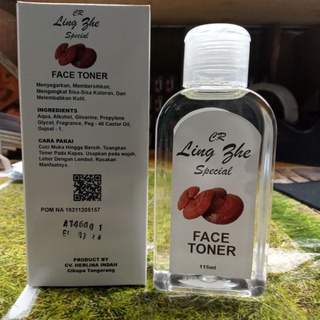 CR
Ling Zhe
Special
FACE TONER
Menyegarkan, Membersihkan,
Mengangkat Sisa-Sisa Kotoran, Dan
Melembabkan Kulit.
INGREDIENTS
Aqua, Alkohol, Gliserine, Propylene
Glycol, Fragrance, Peg - 40 Castor Oil,
CARA PAKAI
Cuci Muka Hingga Bersih. Tuangkan
Toner Pada Kapas. Usapkan pada wajah,
Leher Dengan Lembut. Rasakan
Manfaatnya.
POM NA 18211205157
PRODUCT BY
CV. HERLINA INDAH
Cikupa Tangerang
CR
Ling Zhe
Special
FACE
TONER
115ml